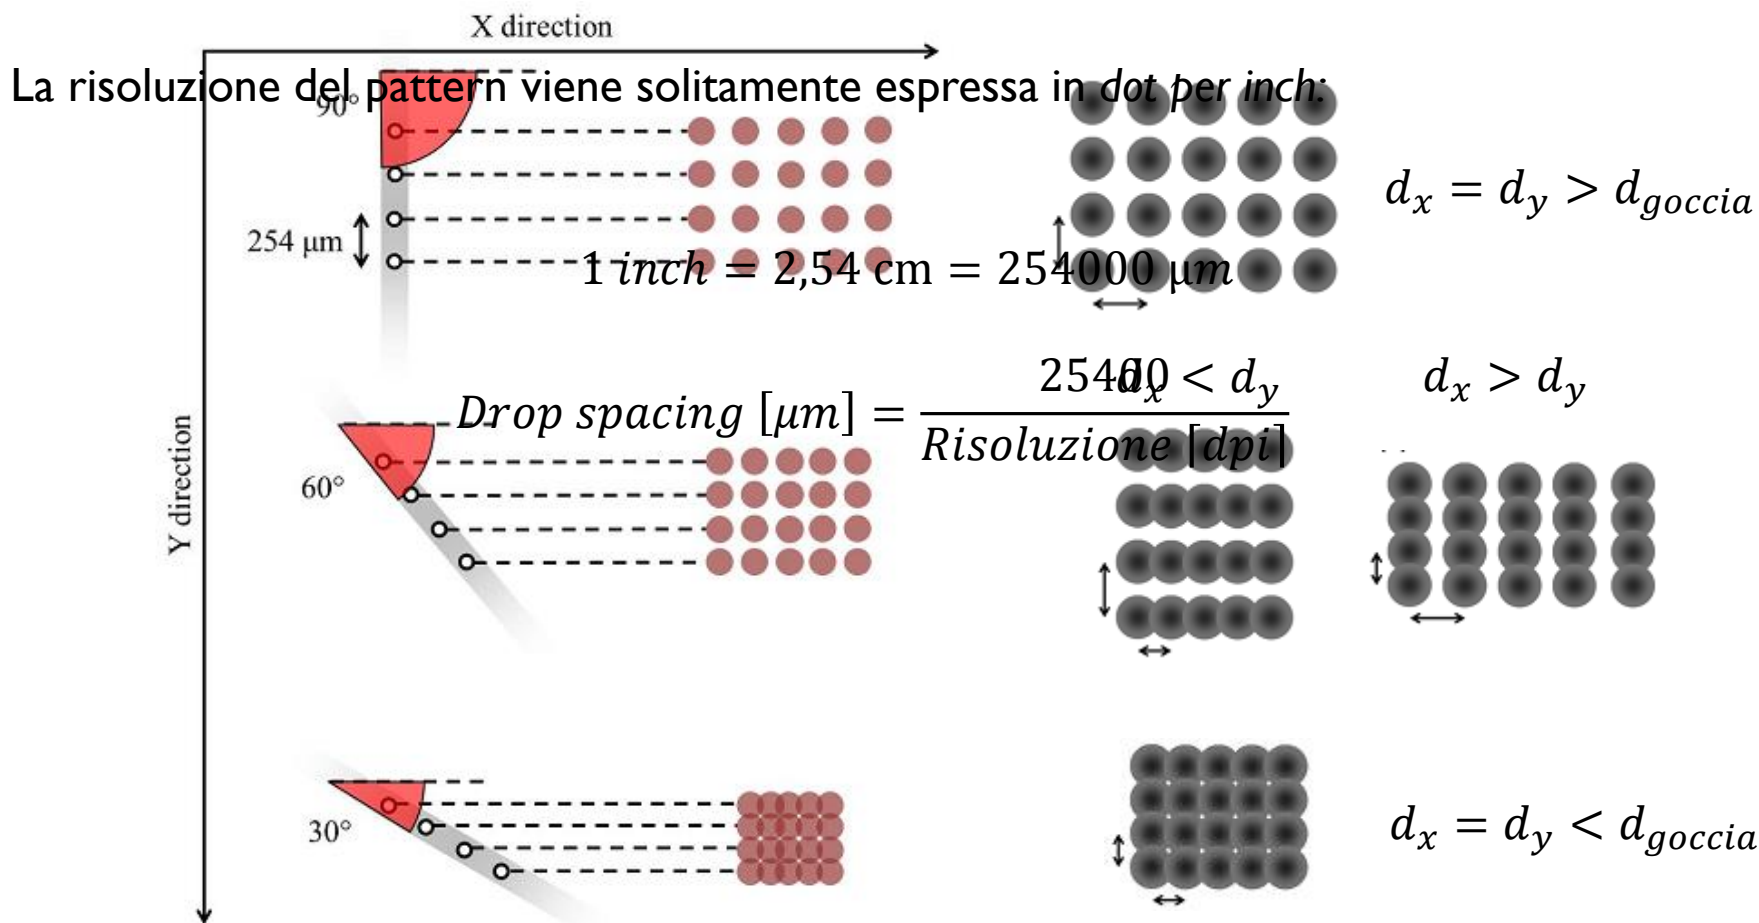 X direction
La risoluzione del pattern viene solitamente espressa in dot per inch:
90°
d_x = d_y > d_goccia
254 μm
1 inch = 2,54 cm = 254000 μm
Y direction
Drop spacing [μm] = 25400 / Risoluzione [dpi]
d_x < d_y
d_x > d_y
60°
30°
d_x = d_y < d_goccia